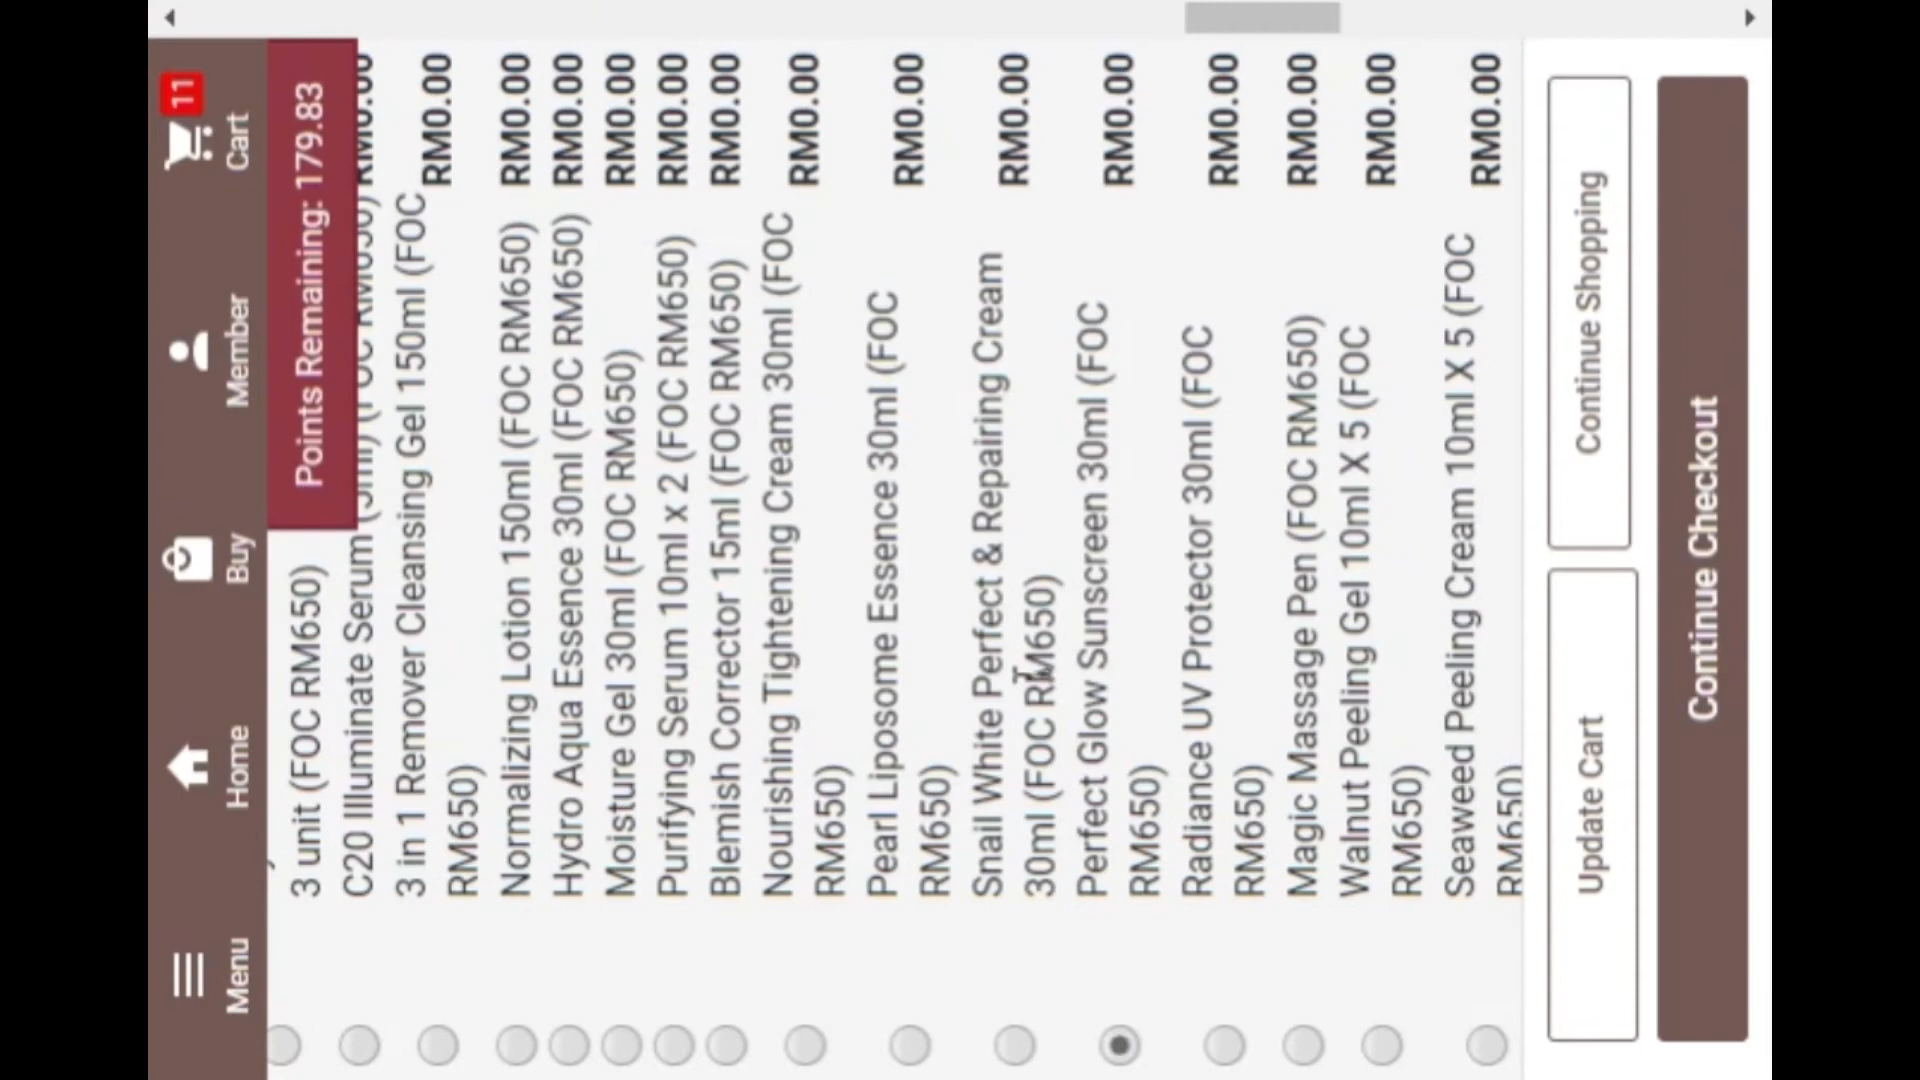 Menu
Home
Buy
Member
11
Cart
Points Remaining: 179.83
3 unit (FOC RM650)
C20 Illuminate Serum
RM0.00
3 in 1 Remover Cleansing Gel 150ml (FOC
RM650)
RM0.00
Normalizing Lotion 150ml (FOC RM650)
RM0.00
Hydro Aqua Essence 30ml (FOC RM650)
RM0.00
Moisture Gel 30ml (FOC RM650)
RM0.00
Purifying Serum 10ml x 2 (FOC RM650)
RM0.00
Blemish Corrector 15ml (FOC RM650)
RM0.00
Nourishing Tightening Cream 30ml (FOC
RM650)
RM0.00
Pearl Liposome Essence 30ml (FOC
RM650)
RM0.00
Snail White Perfect & Repairing Cream
30ml (FOC RM650)
RM0.00
Perfect Glow Sunscreen 30ml (FOC
RM650)
RM0.00
Radiance UV Protector 30ml (FOC
RM650)
RM0.00
Magic Massage Pen (FOC RM650)
RM0.00
Walnut Peeling Gel 10ml X 5 (FOC
RM650)
RM0.00
Seaweed Peeling Cream 10ml X 5 (FOC
RM650)
RM0.00
Update Cart
Continue Shopping
Continue Checkout